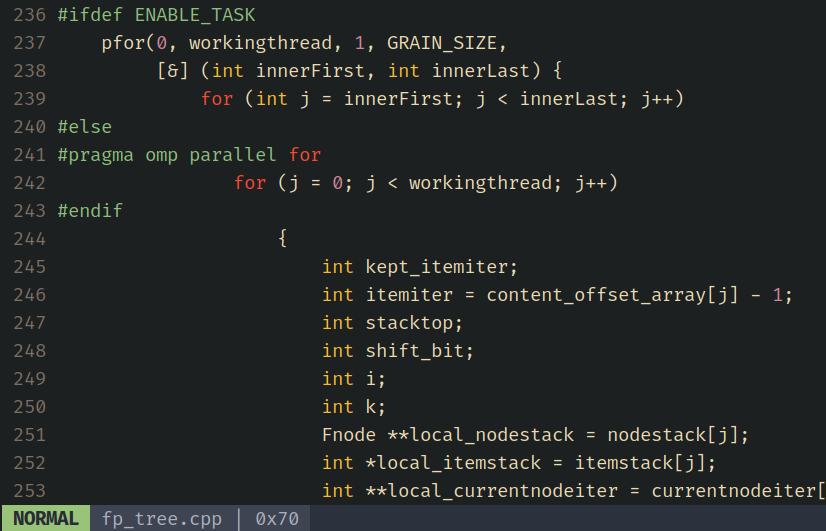 236 #ifdef ENABLE_TASK
237     pfor(0, workingthread, 1, GRAIN_SIZE,
238          [&] (int innerFirst, int innerLast) {
239              for (int j = innerFirst; j < innerLast; j++)
240 #else
241 #pragma omp parallel for
242                 for (j = 0; j < workingthread; j++)
243 #endif
244                     {
245                         int kept_itemiter;
246                         int itemiter = content_offset_array[j] - 1;
247                         int stacktop;
248                         int shift_bit;
249                         int i;
250                         int k;
251                         Fnode **local_nodestack = nodestack[j];
252                         int *local_itemstack = itemstack[j];
253                         int **local_currentnodeiter = currentnodeiter[
NORMAL fp_tree.cpp | 0x70